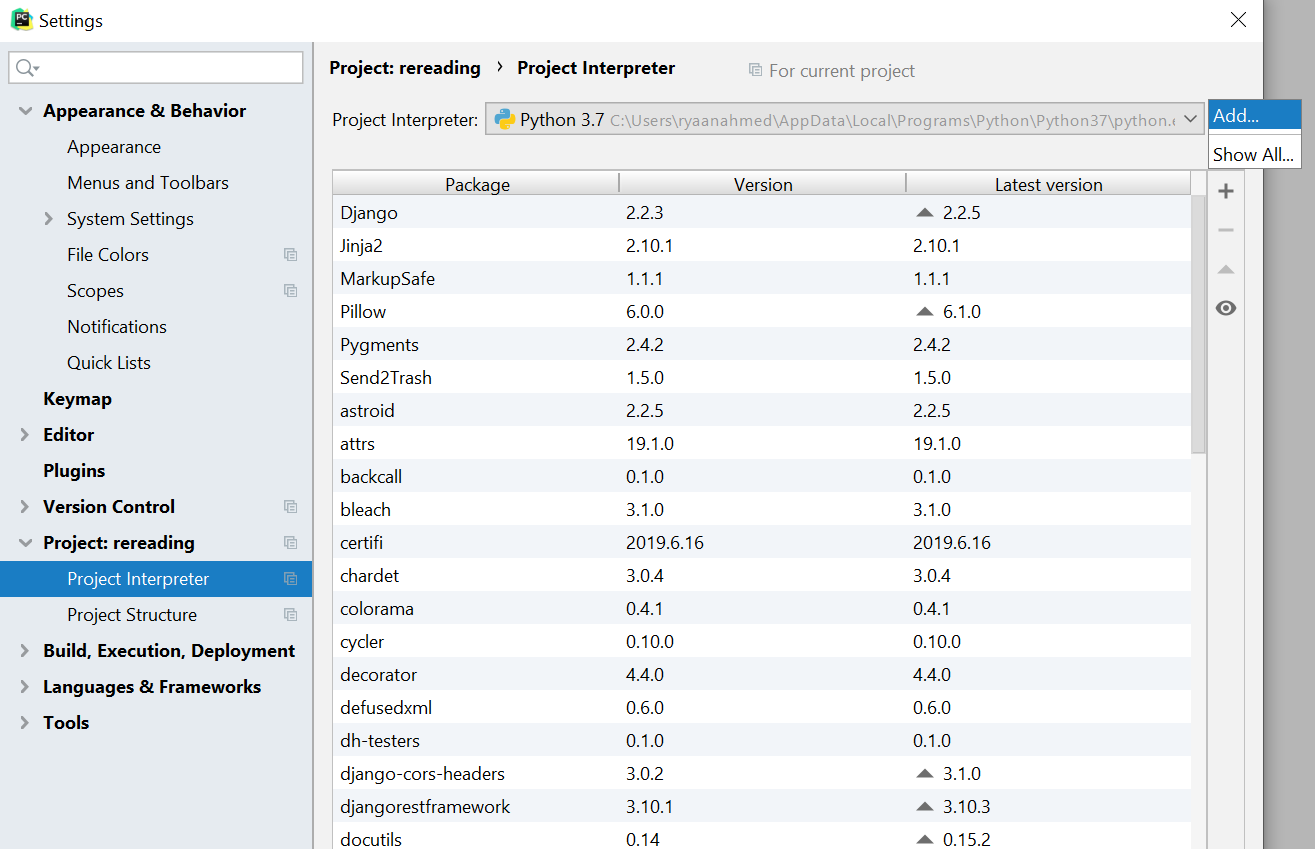 Settings
Appearance & Behavior
Appearance
Menus and Toolbars
System Settings
File Colors
Scopes
Notifications
Quick Lists
Keymap
Editor
Plugins
Version Control
Project: rereading
Project Interpreter
Project Structure
Build, Execution, Deployment
Languages & Frameworks
Tools
Project: rereading › Project Interpreter For current project
Project Interpreter: Python 3.7 C:\Users\ryaanahmed\AppData\Local\Programs\Python\Python37\python.e
Add...
Show All...
Package Version Latest version
Django 2.2.3 2.2.5
Jinja2 2.10.1 2.10.1
MarkupSafe 1.1.1 1.1.1
Pillow 6.0.0 6.1.0
Pygments 2.4.2 2.4.2
Send2Trash 1.5.0 1.5.0
astroid 2.2.5 2.2.5
attrs 19.1.0 19.1.0
backcall 0.1.0 0.1.0
bleach 3.1.0 3.1.0
certifi 2019.6.16 2019.6.16
chardet 3.0.4 3.0.4
colorama 0.4.1 0.4.1
cycler 0.10.0 0.10.0
decorator 4.4.0 4.4.0
defusedxml 0.6.0 0.6.0
dh-testers 0.1.0 0.1.0
django-cors-headers 3.0.2 3.1.0
djangorestframework 3.10.1 3.10.3
docutils 0.14 0.15.2